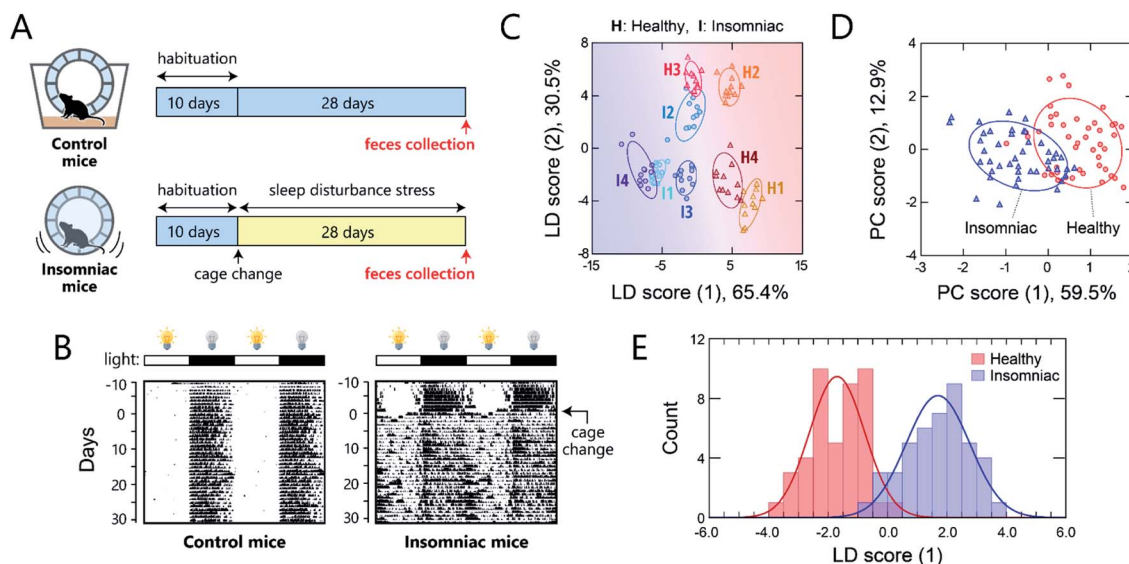 A
habituation
10 days
28 days
feces collection
Control
mice
habituation
sleep disturbance stress
10 days
28 days
cage change
feces collection
Insomniac
mice
B
light:
Days
-10
0
10
20
30
Control mice
-10
0
10
20
30
cage
change
Insomniac mice
C
H: Healthy, I: Insomniac
LD score (2), 30.5%
8
4
0
-4
-8
H3
H2
I2
I4
I1
I3
H4
H1
-15
-5
5
15
LD score (1), 65.4%
D
PC score (2), 12.9%
4
2
0
-2
-4
Insomniac
Healthy
-3
-2
-1
0
1
2
PC score (1), 59.5%
E
Count
12
8
4
0
Healthy
Insomniac
-6.0
-4.0
-2.0
0.0
2.0
4.0
6.0
LD score (1)